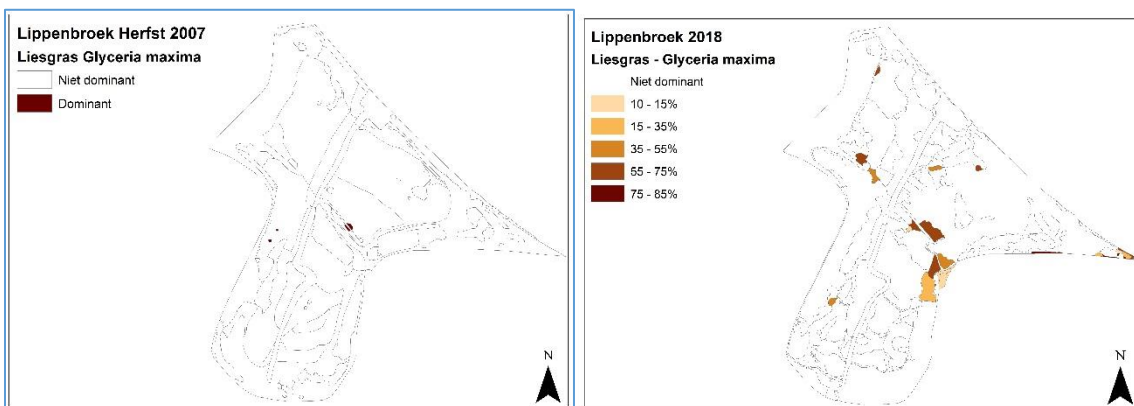 Lippenbroek Herfst 2007
Liesgras Glyceria maxima
Niet dominant
Dominant
N
Lippenbroek 2018
Liesgras - Glyceria maxima
Niet dominant
10 - 15%
15 - 35%
35 - 55%
55 - 75%
75 - 85%
N